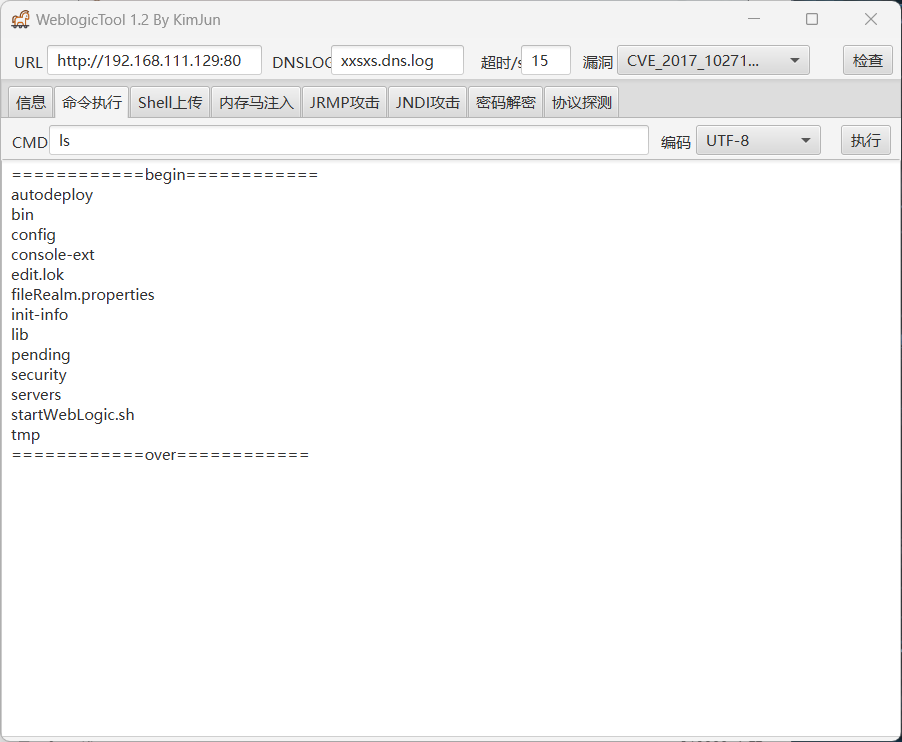 WeblogicTool 1.2 By KimJun
URL http://192.168.111.129:80 DNSLOG xxsxs.dns.log 超时/s 15 漏洞 CVE_2017_10271... 检查
信息 命令执行 Shell上传 内存马注入 JRMP攻击 JNDI攻击 密码解密 协议探测
CMD ls 编码 UTF-8 执行
============begin============
autodeploy
bin
config
console-ext
edit.lok
fileRealm.properties
init-info
lib
pending
security
servers
startWebLogic.sh
tmp
============over============